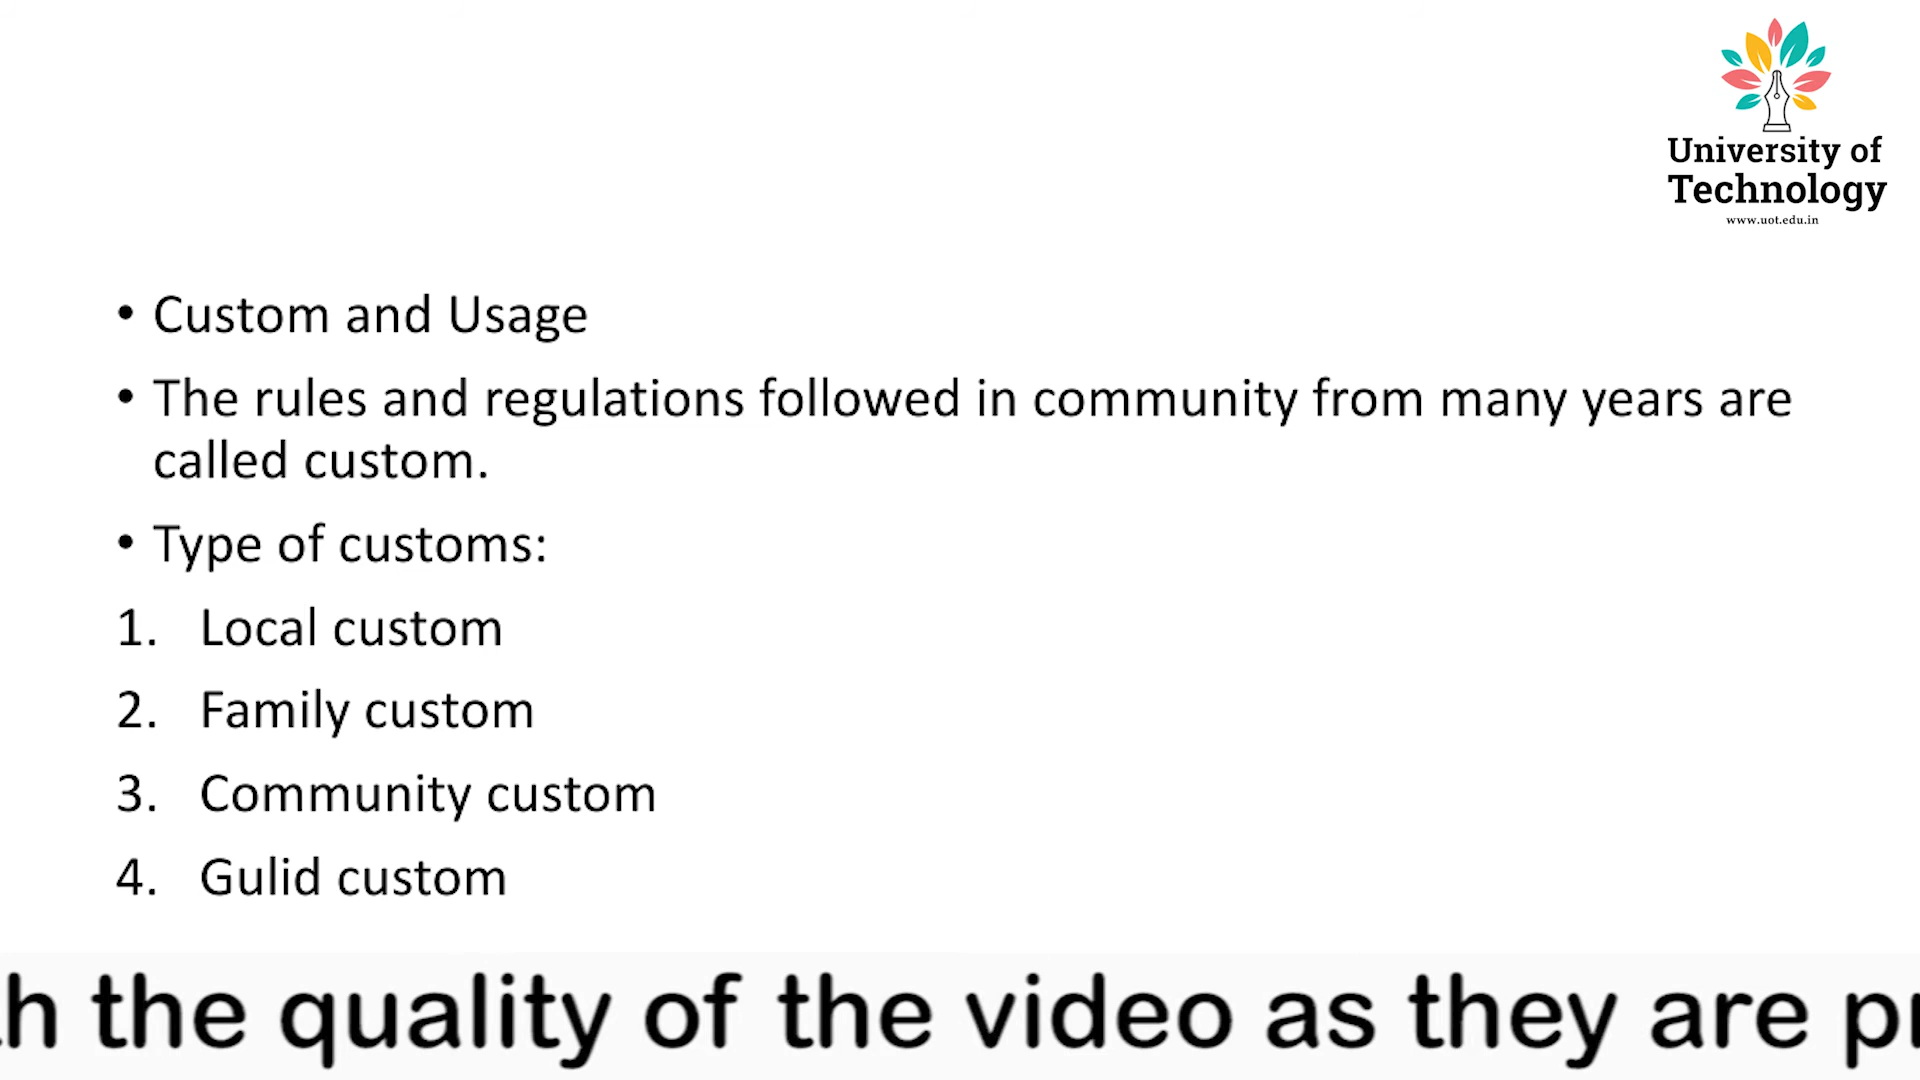 University of
Technology
www.uot.edu.in
• Custom and Usage
• The rules and regulations followed in community from many years are
called custom.
• Type of customs:
1. Local custom
2. Family custom
3. Community custom
4. Gulid custom
the quality of the video as they are